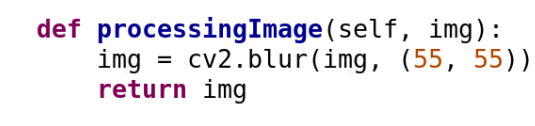 def processingImage(self, img):
    img = cv2.blur(img, (55, 55))
    return img